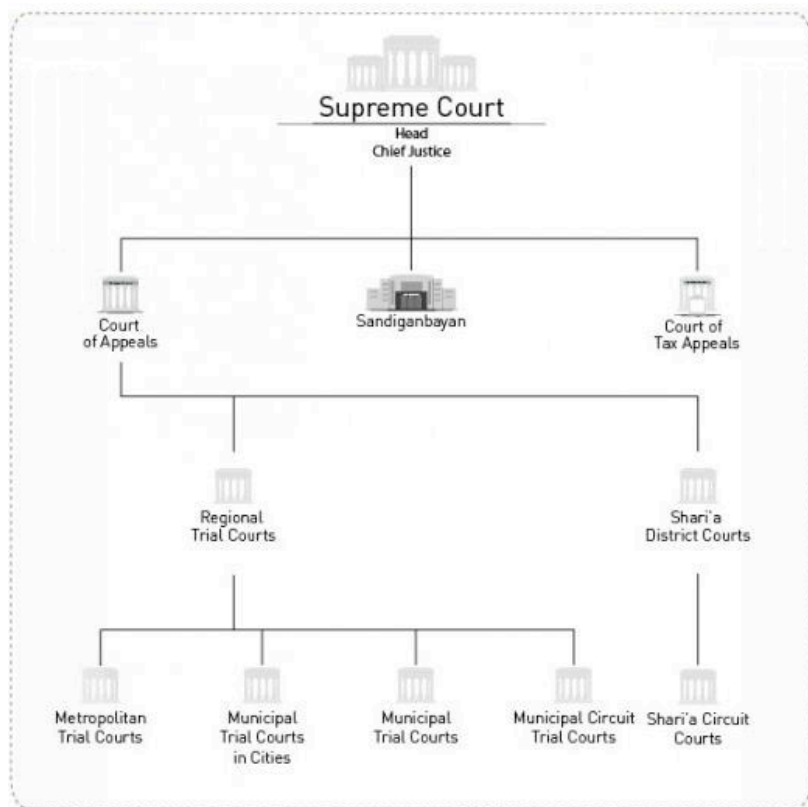 Supreme Court
Head
Chief Justice
Court
of Appeals
Sandiganbayan
Court of
Tax Appeals
Regional
Trial Courts
Shari'a
District Courts
Metropolitan
Trial Courts
Municipal
Trial Courts
in Cities
Municipal
Trial Courts
Municipal Circuit
Trial Courts
Shari'a Circuit
Courts